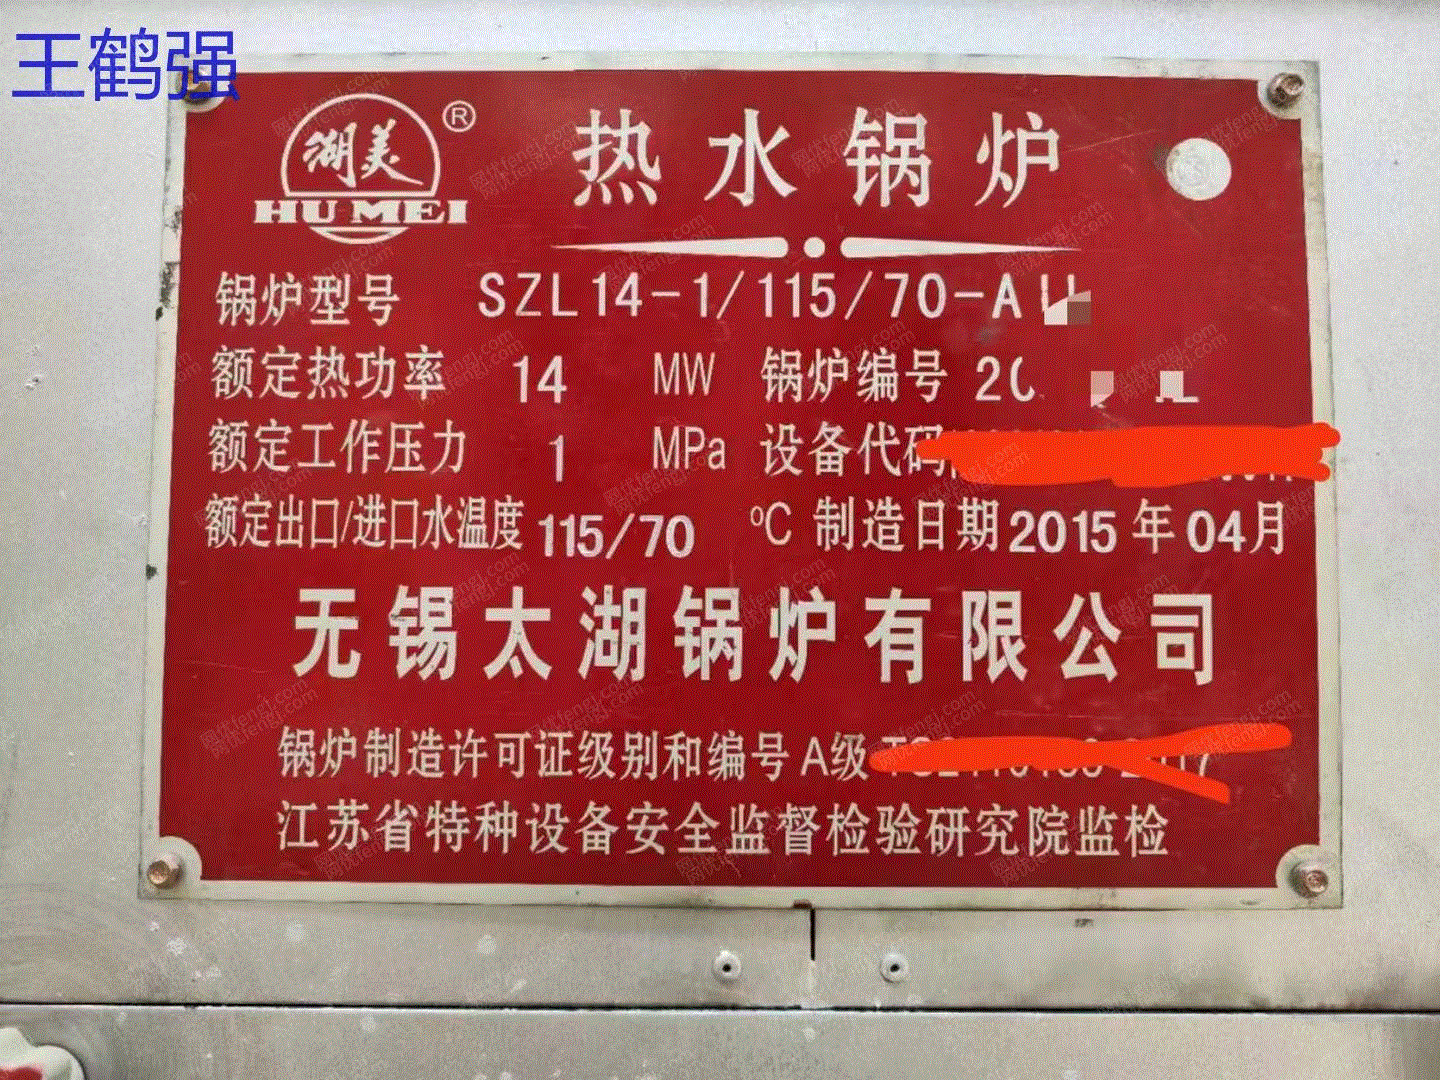 王鹤强
湖美 ®
HU MEI
热水锅炉
锅炉型号 SZL14-1/115/70-A
额定热功率 14 MW 锅炉编号 20
额定工作压力 1 MPa 设备代码
额定出口/进口水温度 115/70 ºC 制造日期 2015 年 04 月
无锡太湖锅炉有限公司
锅炉制造许可证级别和编号 A级
江苏省特种设备安全监督检验研究院监检